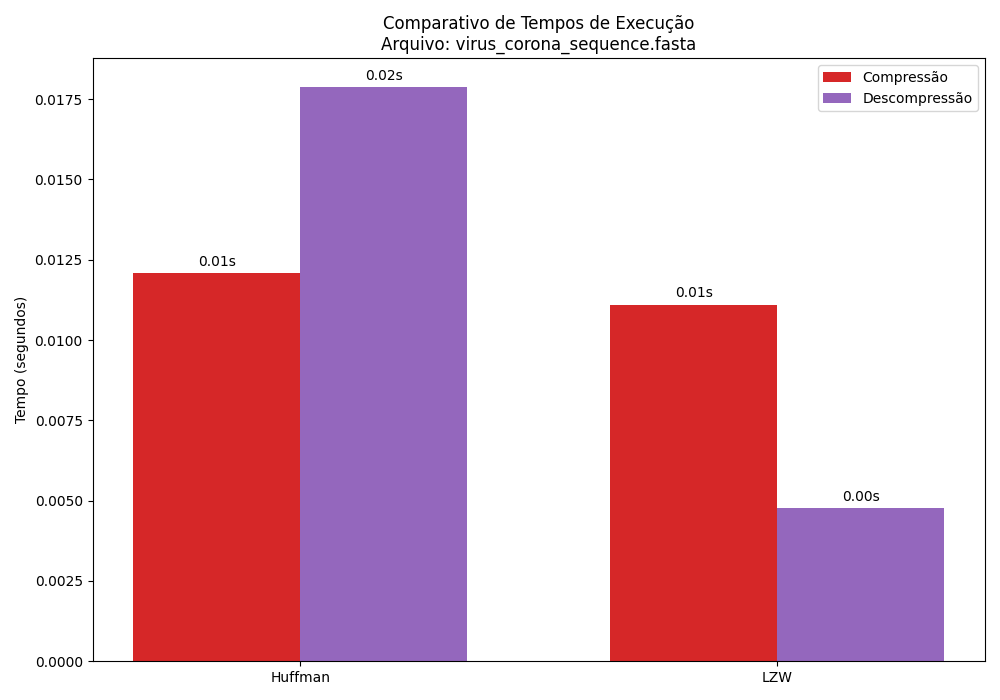 Comparativo de Tempos de Execução
Arquivo: virus_corona_sequence.fasta
Compressão
Descompressão
Tempo (segundos)
0.0175
0.0150
0.0125
0.0100
0.0075
0.0050
0.0025
0.0000
0.01s
0.02s
0.01s
0.00s
Huffman
LZW